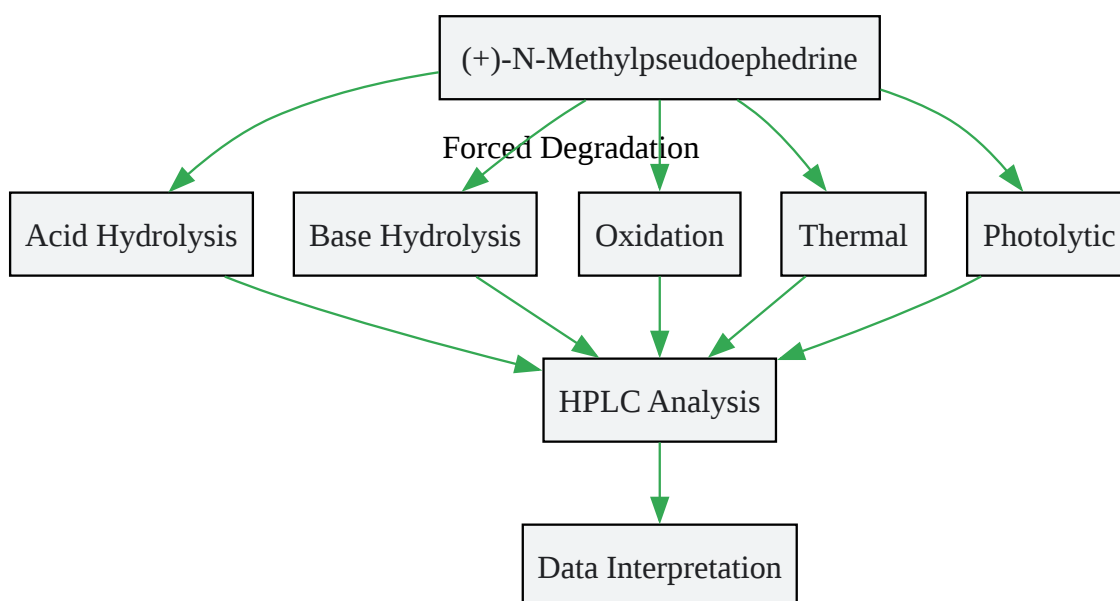 (+)-N-Methylpseudoephedrine
Forced Degradation
Acid Hydrolysis
Base Hydrolysis
Oxidation
Thermal
Photolytic
HPLC Analysis
Data Interpretation